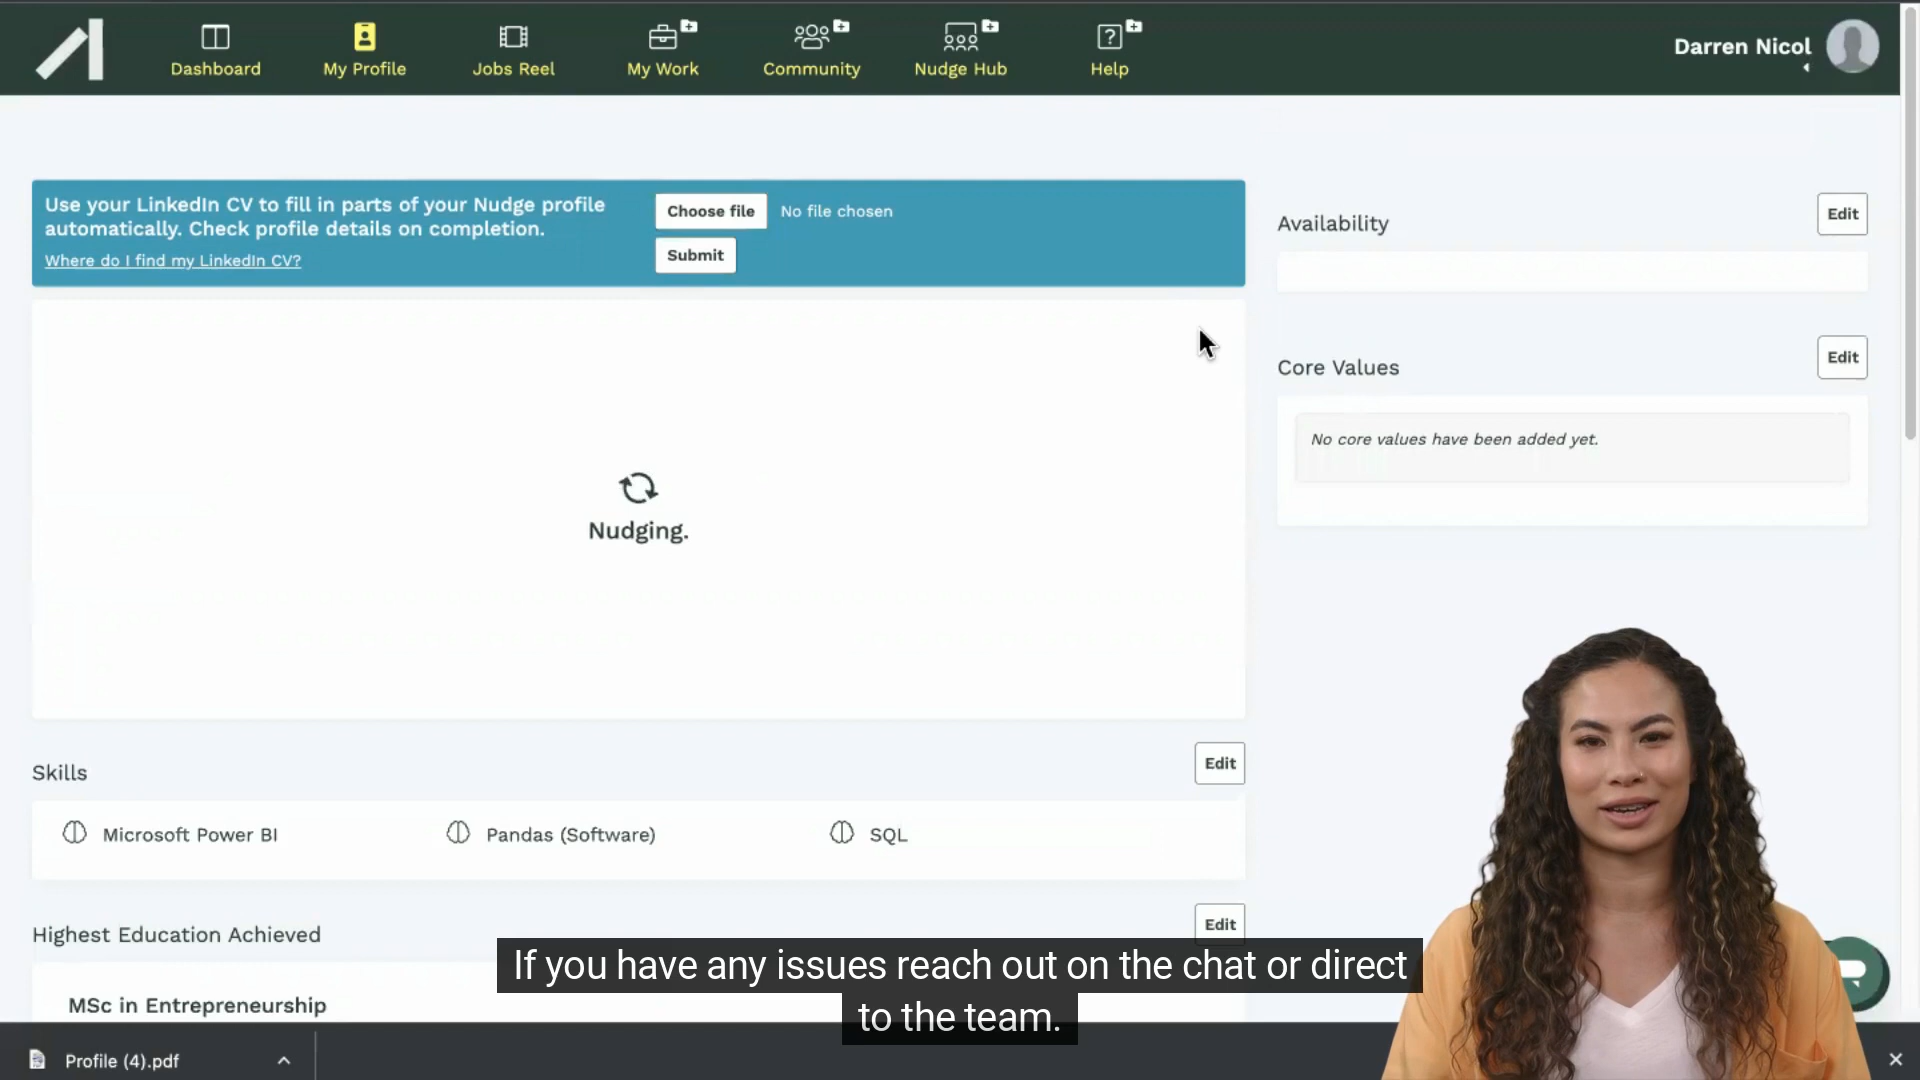 Dashboard
My Profile
Jobs Reel
My Work
Community
Nudge Hub
Help
Darren Nicol
Use your LinkedIn CV to fill in parts of your Nudge profile
automatically. Check profile details on completion.
Where do I find my LinkedIn CV?
Choose file
No file chosen
Submit
Availability
Edit
Core Values
Edit
No core values have been added yet.
Nudging.
Skills
Edit
Microsoft Power BI
Pandas (Software)
SQL
Highest Education Achieved
Edit
MSc in Entrepreneurship
If you have any issues reach out on the chat or direct
to the team.
Profile (4).pdf